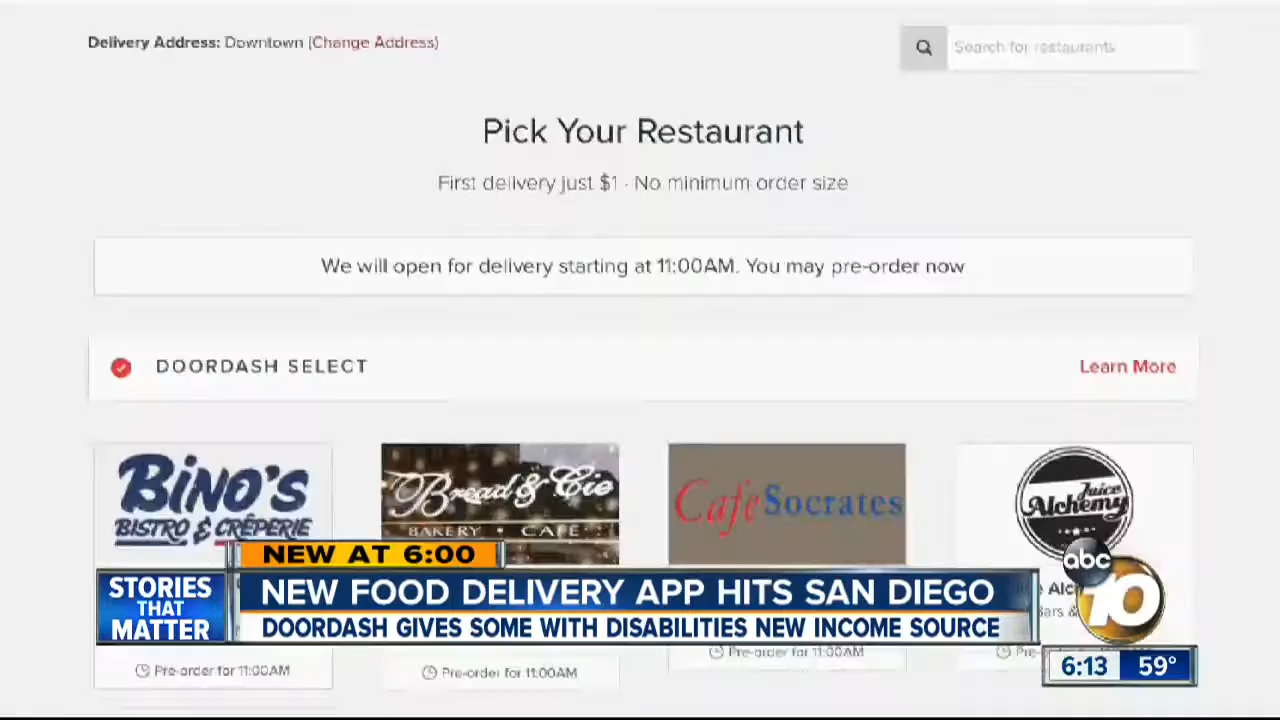 Delivery Address: Downtown (Change Address)
Search for restaurants
Pick Your Restaurant
First delivery just $1 · No minimum order size
We will open for delivery starting at 11:00AM. You may pre-order now
DOORDASH SELECT
Learn More
BiNO'S
BISTRO & CRÊPERIE
Bread & Cie
BAKERY • CAFE
Cafe Socrates
Juice
Alchemy
NEW AT 6:00
STORIES
THAT
MATTER
NEW FOOD DELIVERY APP HITS SAN DIEGO
DOORDASH GIVES SOME WITH DISABILITIES NEW INCOME SOURCE
abc
10
Pre-order for 11:00AM
Pre-order for 11:00AM
Pre-order for 11:00AM
6:13
59°